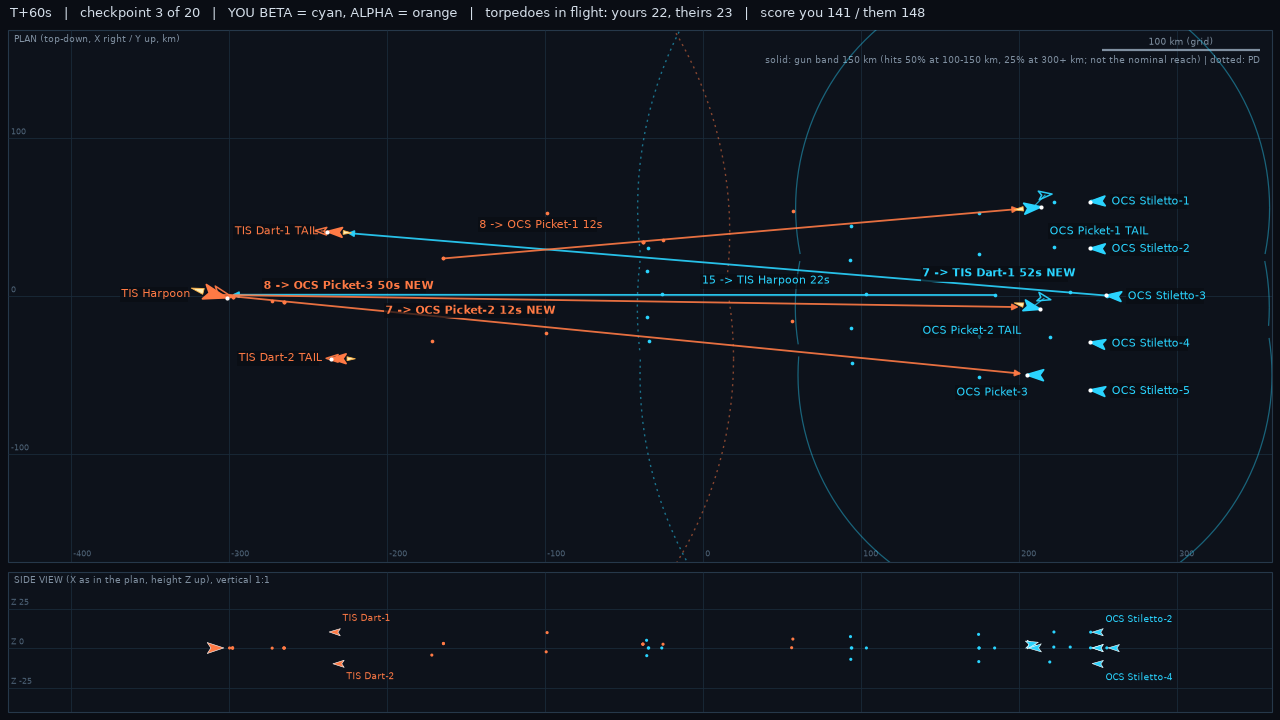 T+60s | checkpoint 3 of 20 | YOU BETA = cyan, ALPHA = orange | torpedoes in flight: yours 22, theirs 23 | score you 141 / them 148
PLAN (top-down, X right / Y up, km)
100 km (grid)
solid: gun band 150 km (hits 50% at 100-150 km, 25% at 300+ km; not the nominal reach) | dotted: PD
100
OCS Stiletto-1
8 -> OCS Picket-1 12s
TIS Dart-1 TAIL
OCS Picket-1 TAIL
OCS Stiletto-2
7 -> TIS Dart-1 52s NEW
15 -> TIS Harpoon 22s
8 -> OCS Picket-3 50s NEW
0
TIS Harpoon
OCS Stiletto-3
7 -> OCS Picket-2 12s NEW
OCS Picket-2 TAIL
OCS Stiletto-4
TIS Dart-2 TAIL
OCS Picket-3
OCS Stiletto-5
-100
-400
-300
-200
-100
0
100
200
300
SIDE VIEW (X as in the plan, height Z up), vertical 1:1
Z 25
TIS Dart-1
OCS Stiletto-2
Z 0
TIS Dart-2
OCS Stiletto-4
Z -25